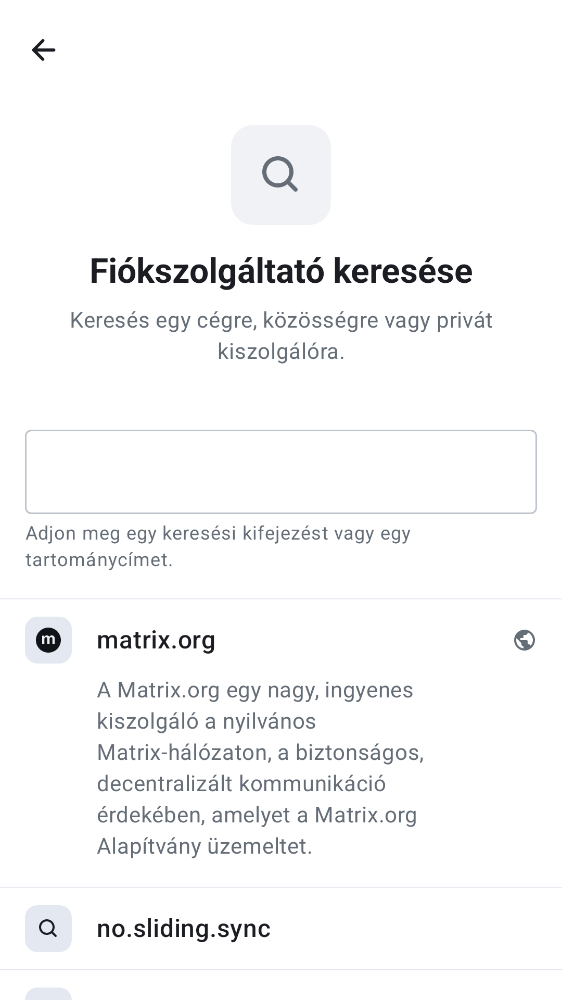 Fiókszolgáltató keresése
Keresés egy cégre, közösségre vagy privát
kiszolgálóra.
Adjon meg egy keresési kifejezést vagy egy
tartománycímet.
m
matrix.org
A Matrix.org egy nagy, ingyenes
kiszolgáló a nyilvános
Matrix-hálózaton, a biztonságos,
decentralizált kommunikáció
érdekében, amelyet a Matrix.org
Alapítvány üzemeltet.
no.sliding.sync